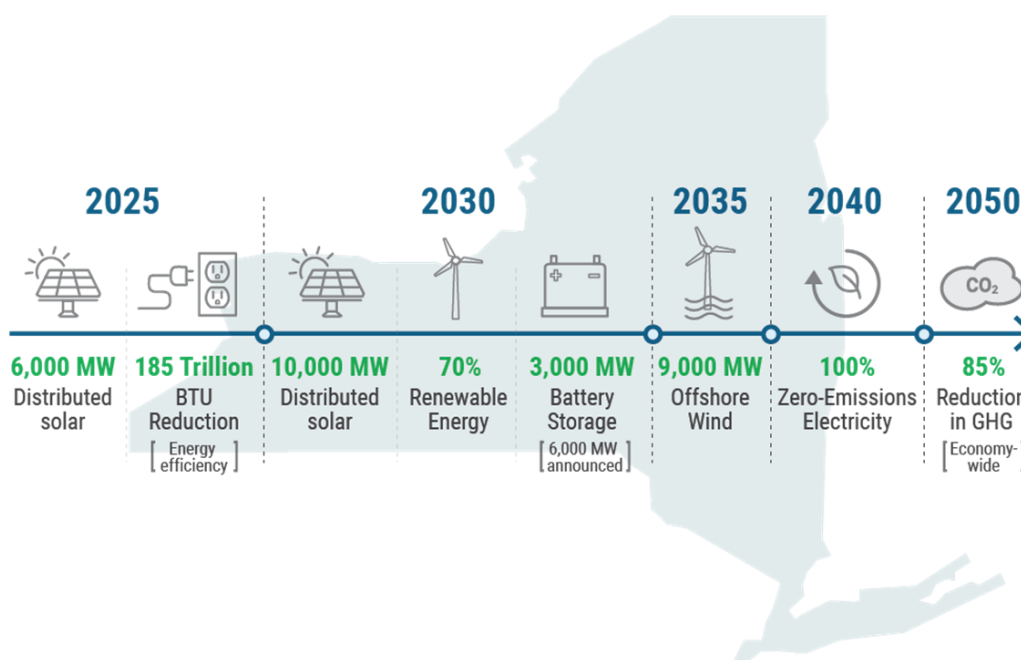 2025
2030
2035
2040
2050
CO₂
6,000 MW
Distributed
solar
185 Trillion
BTU
Reduction
[Energy
efficiency]
10,000 MW
Distributed
solar
70%
Renewable
Energy
3,000 MW
Battery
Storage
[6,000 MW
announced]
9,000 MW
Offshore
Wind
100%
Zero-Emissions
Electricity
85%
Reduction
in GHG
[Economy-
wide